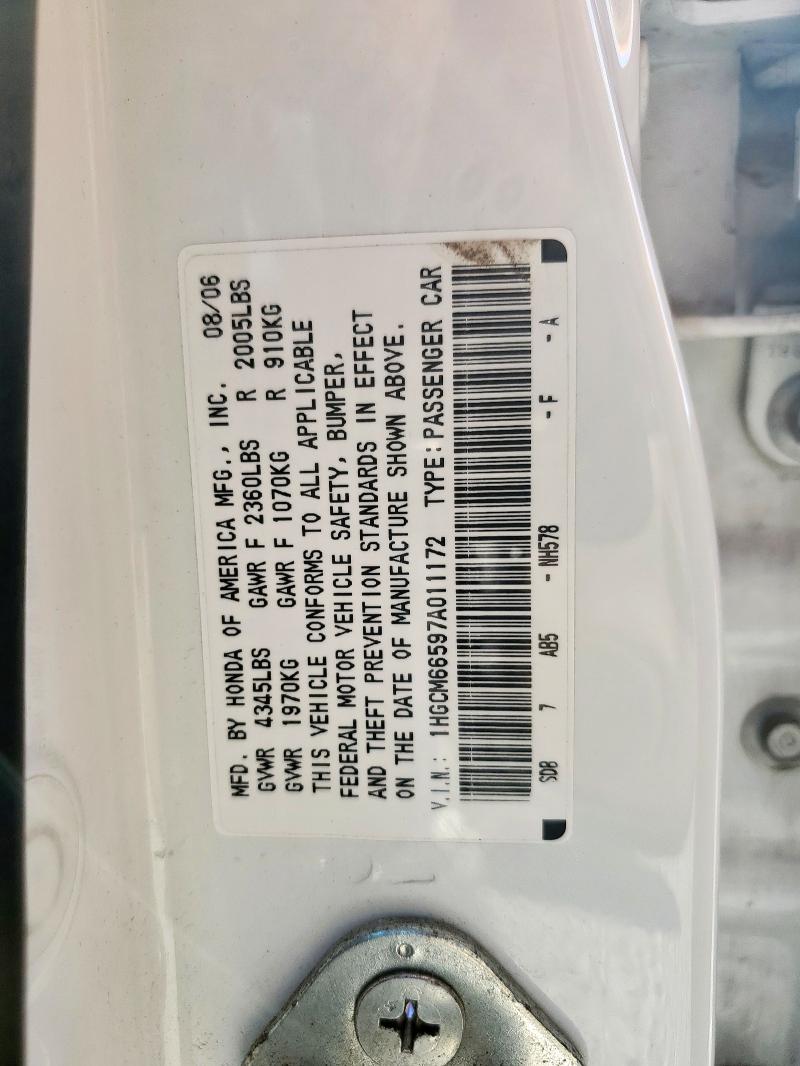 MFD. BY HONDA OF AMERICA MFG., INC. 08/06
GVWR 4345LBS GAWR F 2360LBS R 2005LBS
GVWR 1970KG GAWR F 1070KG R 910KG
THIS VEHICLE CONFORMS TO ALL APPLICABLE
FEDERAL MOTOR VEHICLE SAFETY, BUMPER,
AND THEFT PREVENTION STANDARDS IN EFFECT
ON THE DATE OF MANUFACTURE SHOWN ABOVE.
V.I.N.: 1HGCM66597A011172 TYPE: PASSENGER CAR
SDB 7 AB5 - NH578 - F - A